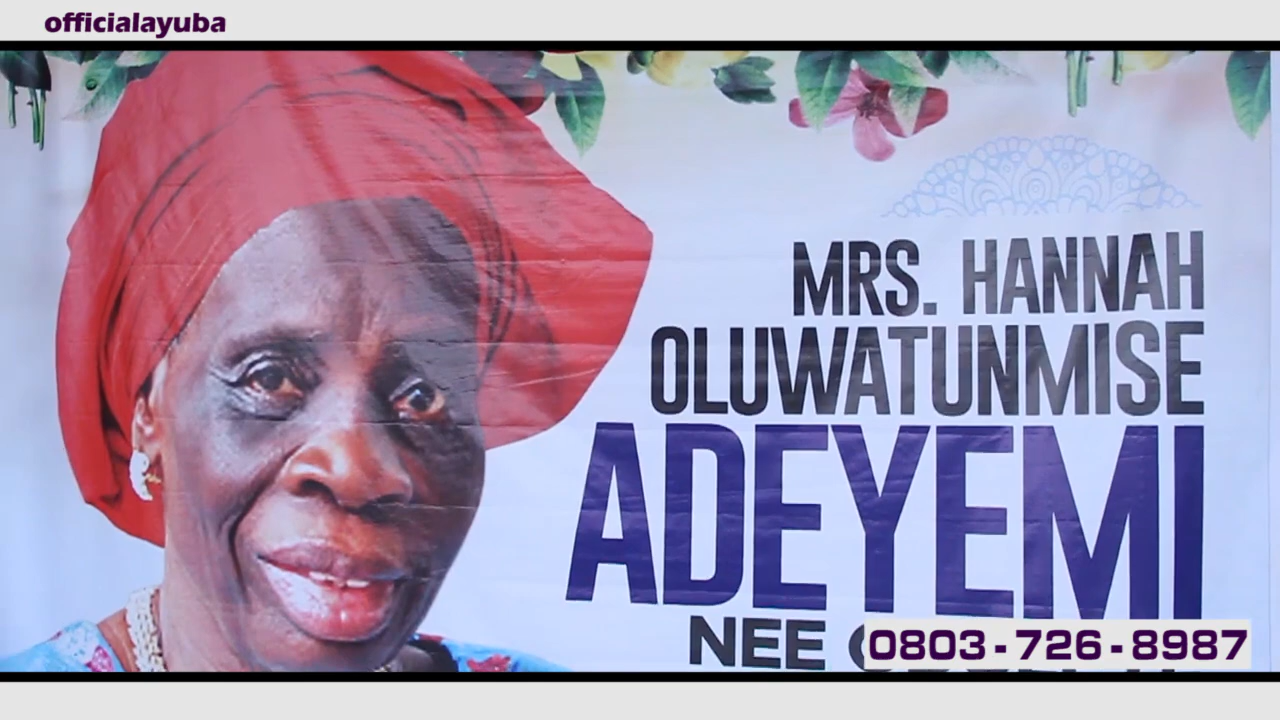 officialayuba
MRS. HANNAH
OLUWATUNMISE
ADEYEMI
NEE
0803-726-8987